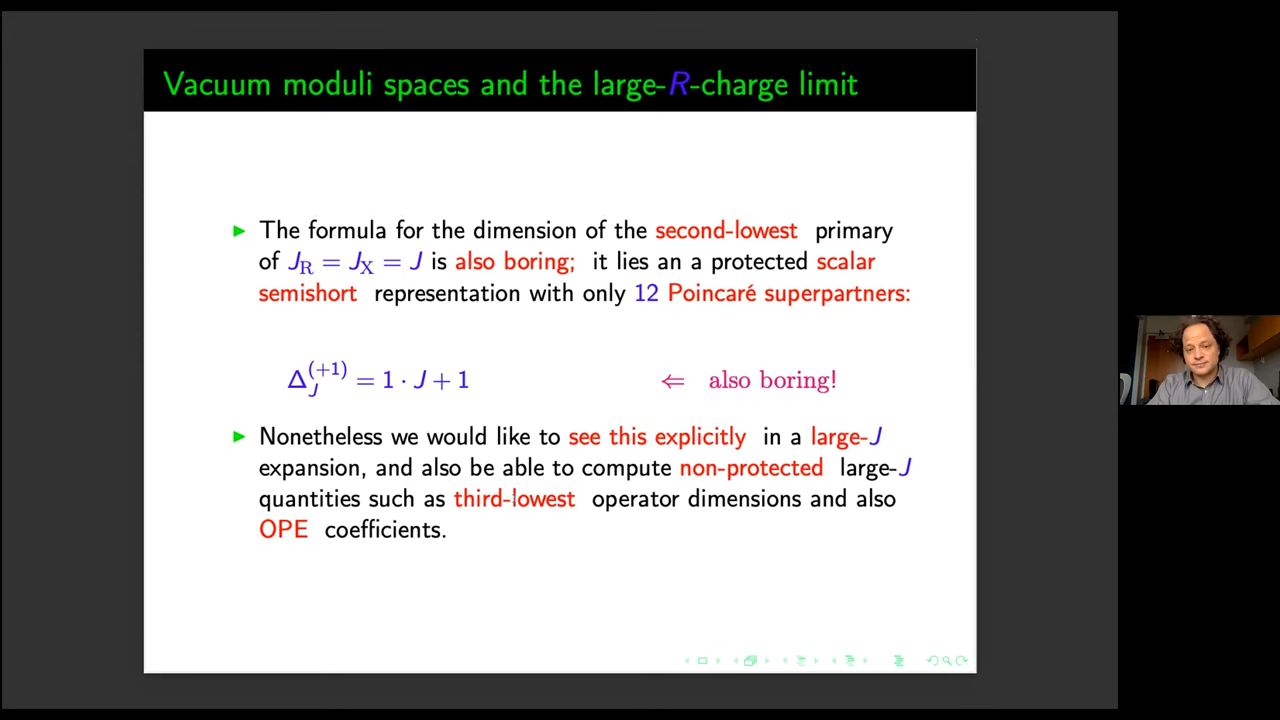 Vacuum moduli spaces and the large-R-charge limit
► The formula for the dimension of the second-lowest primary
of J_R = J_X = J is also boring; it lies an a protected scalar
semishort representation with only 12 Poincaré superpartners:
Δ_J^(+1) = 1 · J + 1 ⇐ also boring!
► Nonetheless we would like to see this explicitly in a large-J
expansion, and also be able to compute non-protected large-J
quantities such as third-lowest operator dimensions and also
OPE coefficients.